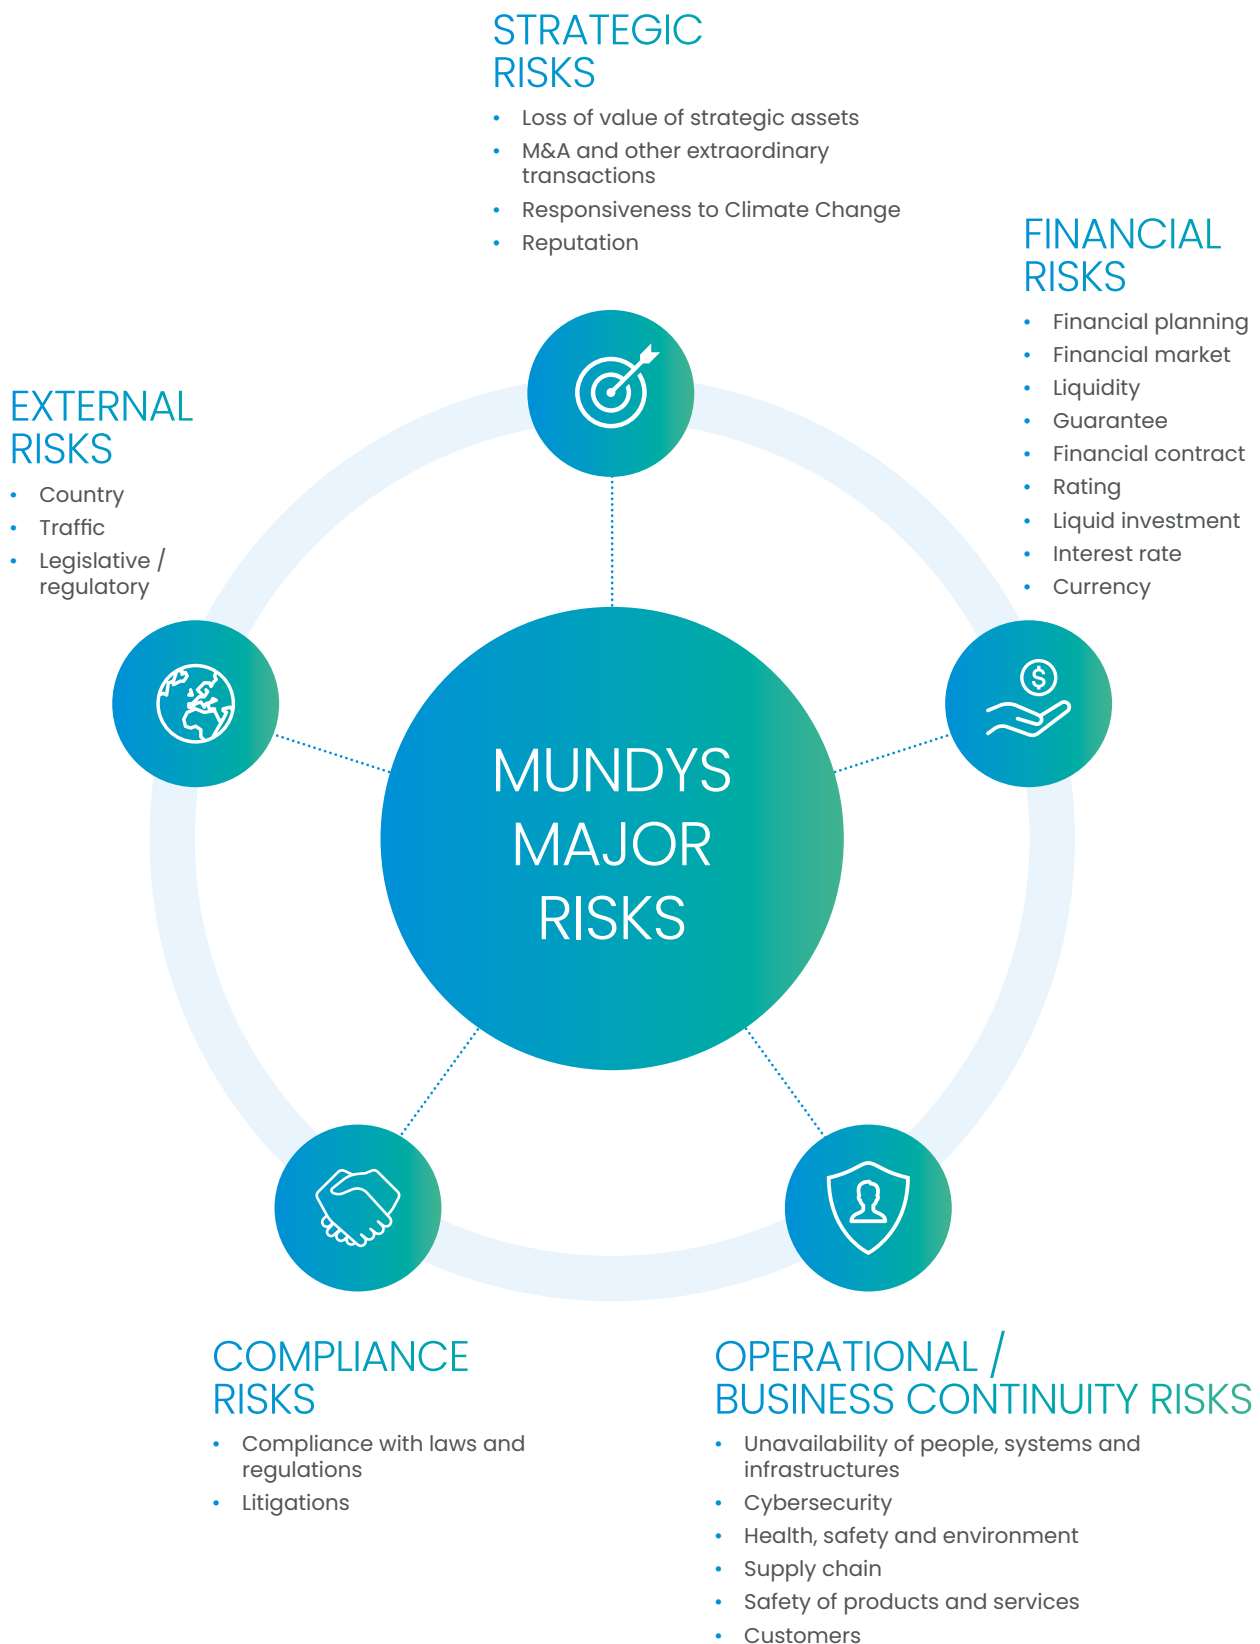 STRATEGIC
RISKS
• Loss of value of strategic assets
• M&A and other extraordinary
transactions
• Responsiveness to Climate Change
• Reputation
FINANCIAL
RISKS
• Financial planning
• Financial market
• Liquidity
• Guarantee
• Financial contract
• Rating
• Liquid investment
• Interest rate
• Currency
EXTERNAL
RISKS
• Country
• Traffic
• Legislative /
regulatory
$
MUNDYS
MAJOR
RISKS
COMPLIANCE
RISKS
• Compliance with laws and
regulations
• Litigations
OPERATIONAL /
BUSINESS CONTINUITY RISKS
• Unavailability of people, systems and
infrastructures
• Cybersecurity
• Health, safety and environment
• Supply chain
• Safety of products and services
• Customers